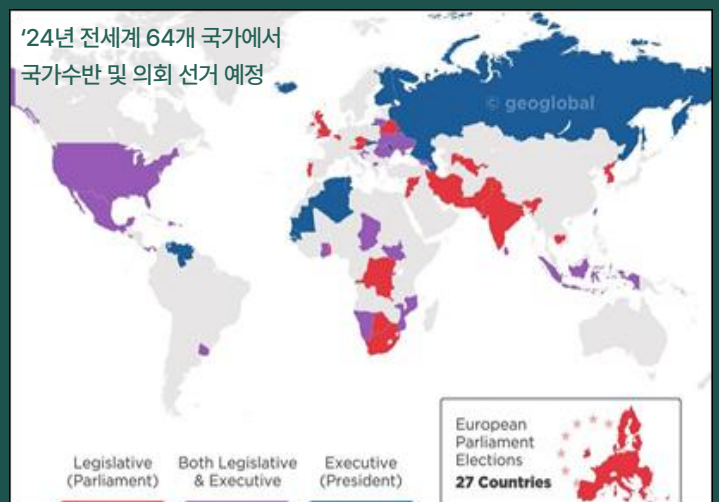 ‘24년 전세계 64개 국가에서
국가수반 및 의회 선거 예정
© geoglobal
European
Parliament
Elections
27 Countries
Legislative
(Parliament)
Both Legislative
& Executive
Executive
(President)